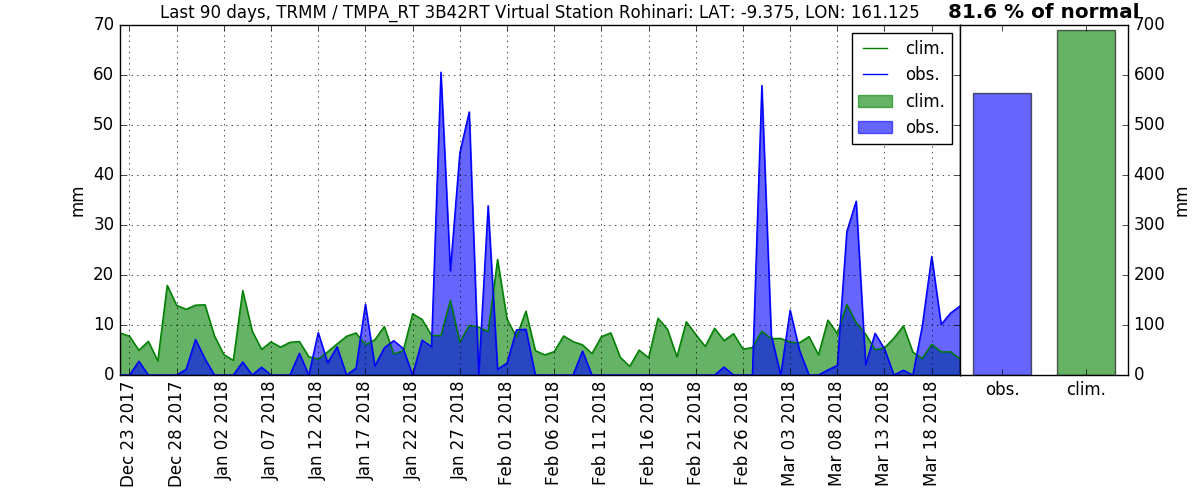 Last 90 days, TRMM / TMPA_RT 3B42RT Virtual Station Rohinari: LAT: -9.375, LON: 161.125
81.6 % of normal
70
60
50
40
30
20
10
0
mm
clim.
obs.
clim.
obs.
700
600
500
400
300
200
100
0
mm
obs.
clim.
Dec 23 2017
Dec 28 2017
Jan 02 2018
Jan 07 2018
Jan 12 2018
Jan 17 2018
Jan 22 2018
Jan 27 2018
Feb 01 2018
Feb 06 2018
Feb 11 2018
Feb 16 2018
Feb 21 2018
Feb 26 2018
Mar 03 2018
Mar 08 2018
Mar 13 2018
Mar 18 2018